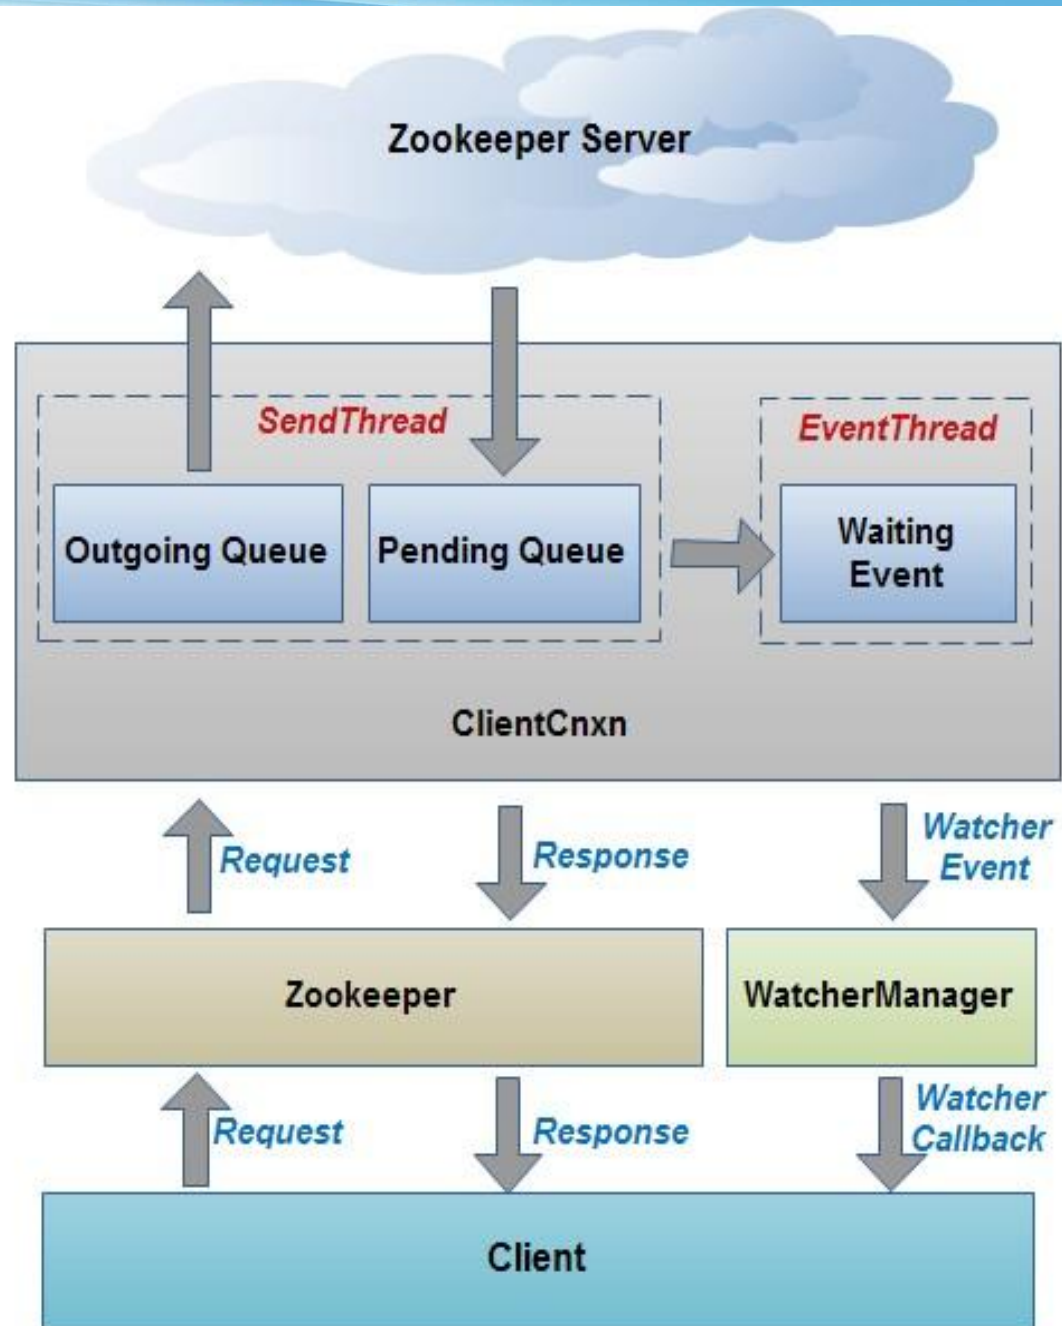 Zookeeper Server
SendThread
EventThread
Outgoing Queue
Pending Queue
Waiting
Event
ClientCnxn
Request
Response
Watcher
Event
Zookeeper
WatcherManager
Request
Response
Watcher
Callback
Client